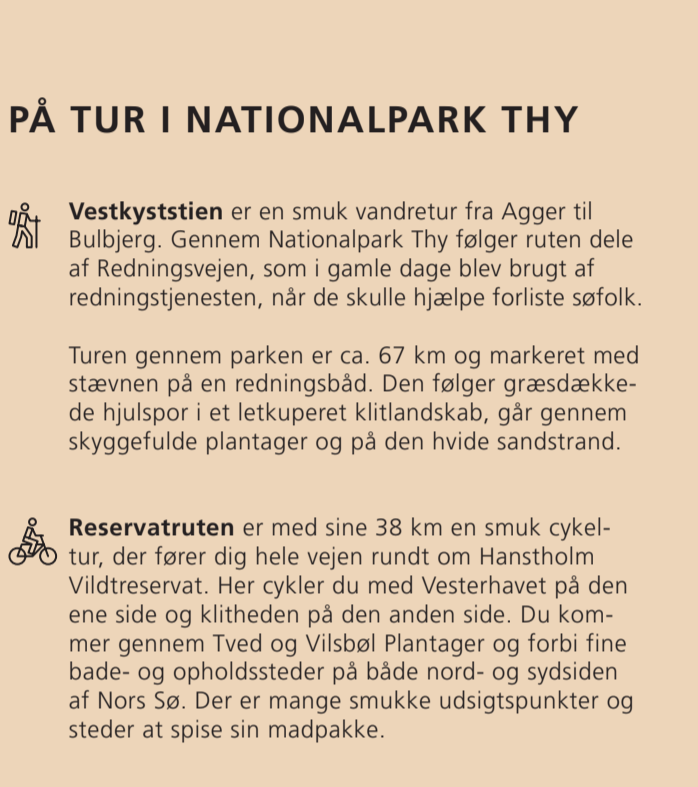 PÅ TUR I NATIONALPARK THY
Vestkyststien er en smuk vandretur fra Agger til
Bulbjerg. Gennem Nationalpark Thy følger ruten dele
af Redningsvejen, som i gamle dage blev brugt af
redningstjenesten, når de skulle hjælpe forliste søfolk.
Turen gennem parken er ca. 67 km og markeret med
stævnen på en redningsbåd. Den følger græsdække-
de hjulspor i et letkuperet klitlandskab, går gennem
skyggefulde plantager og på den hvide sandstrand.
Reservatruten er med sine 38 km en smuk cykel-
tur, der fører dig hele vejen rundt om Hanstholm
Vildtreservat. Her cykler du med Vesterhavet på den
ene side og klitheden på den anden side. Du kom-
mer gennem Tved og Vilsbøl Plantager og forbi fine
bade- og opholdssteder på både nord- og sydsiden
af Nors Sø. Der er mange smukke udsigtspunkter og
steder at spise sin madpakke.